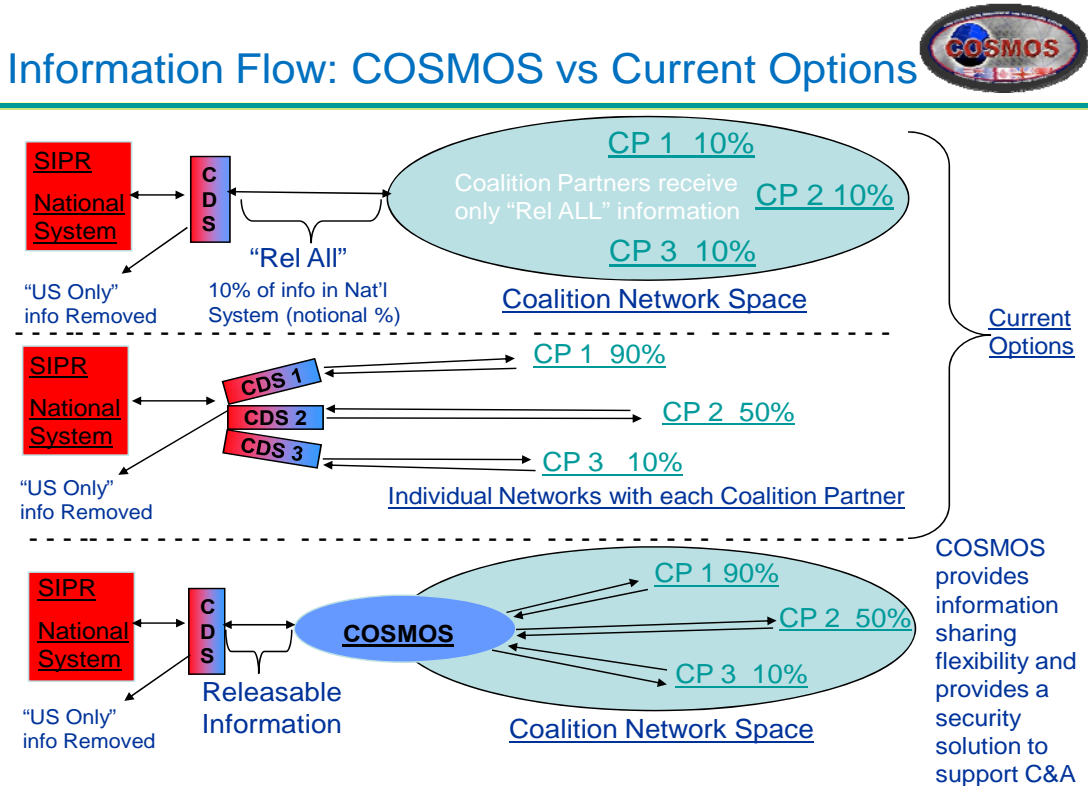 Information Flow: COSMOS vs Current Options
COSMOS
SIPR
National
System
C
D
S
"US Only"
info Removed
"Rel All"
10% of info in Nat'l
System (notional %)
CP 1 10%
Coalition Partners receive
only "Rel ALL" information
CP 2 10%
CP 3 10%
Coalition Network Space
Current
Options
SIPR
National
System
CDS 1
CDS 2
CDS 3
"US Only"
info Removed
CP 1 90%
CP 2 50%
CP 3 10%
Individual Networks with each Coalition Partner
SIPR
National
System
C
D
S
"US Only"
info Removed
Releasable
Information
COSMOS
CP 1 90%
CP 2 50%
CP 3 10%
Coalition Network Space
COSMOS
provides
information
sharing
flexibility and
provides a
security
solution to
support C&A